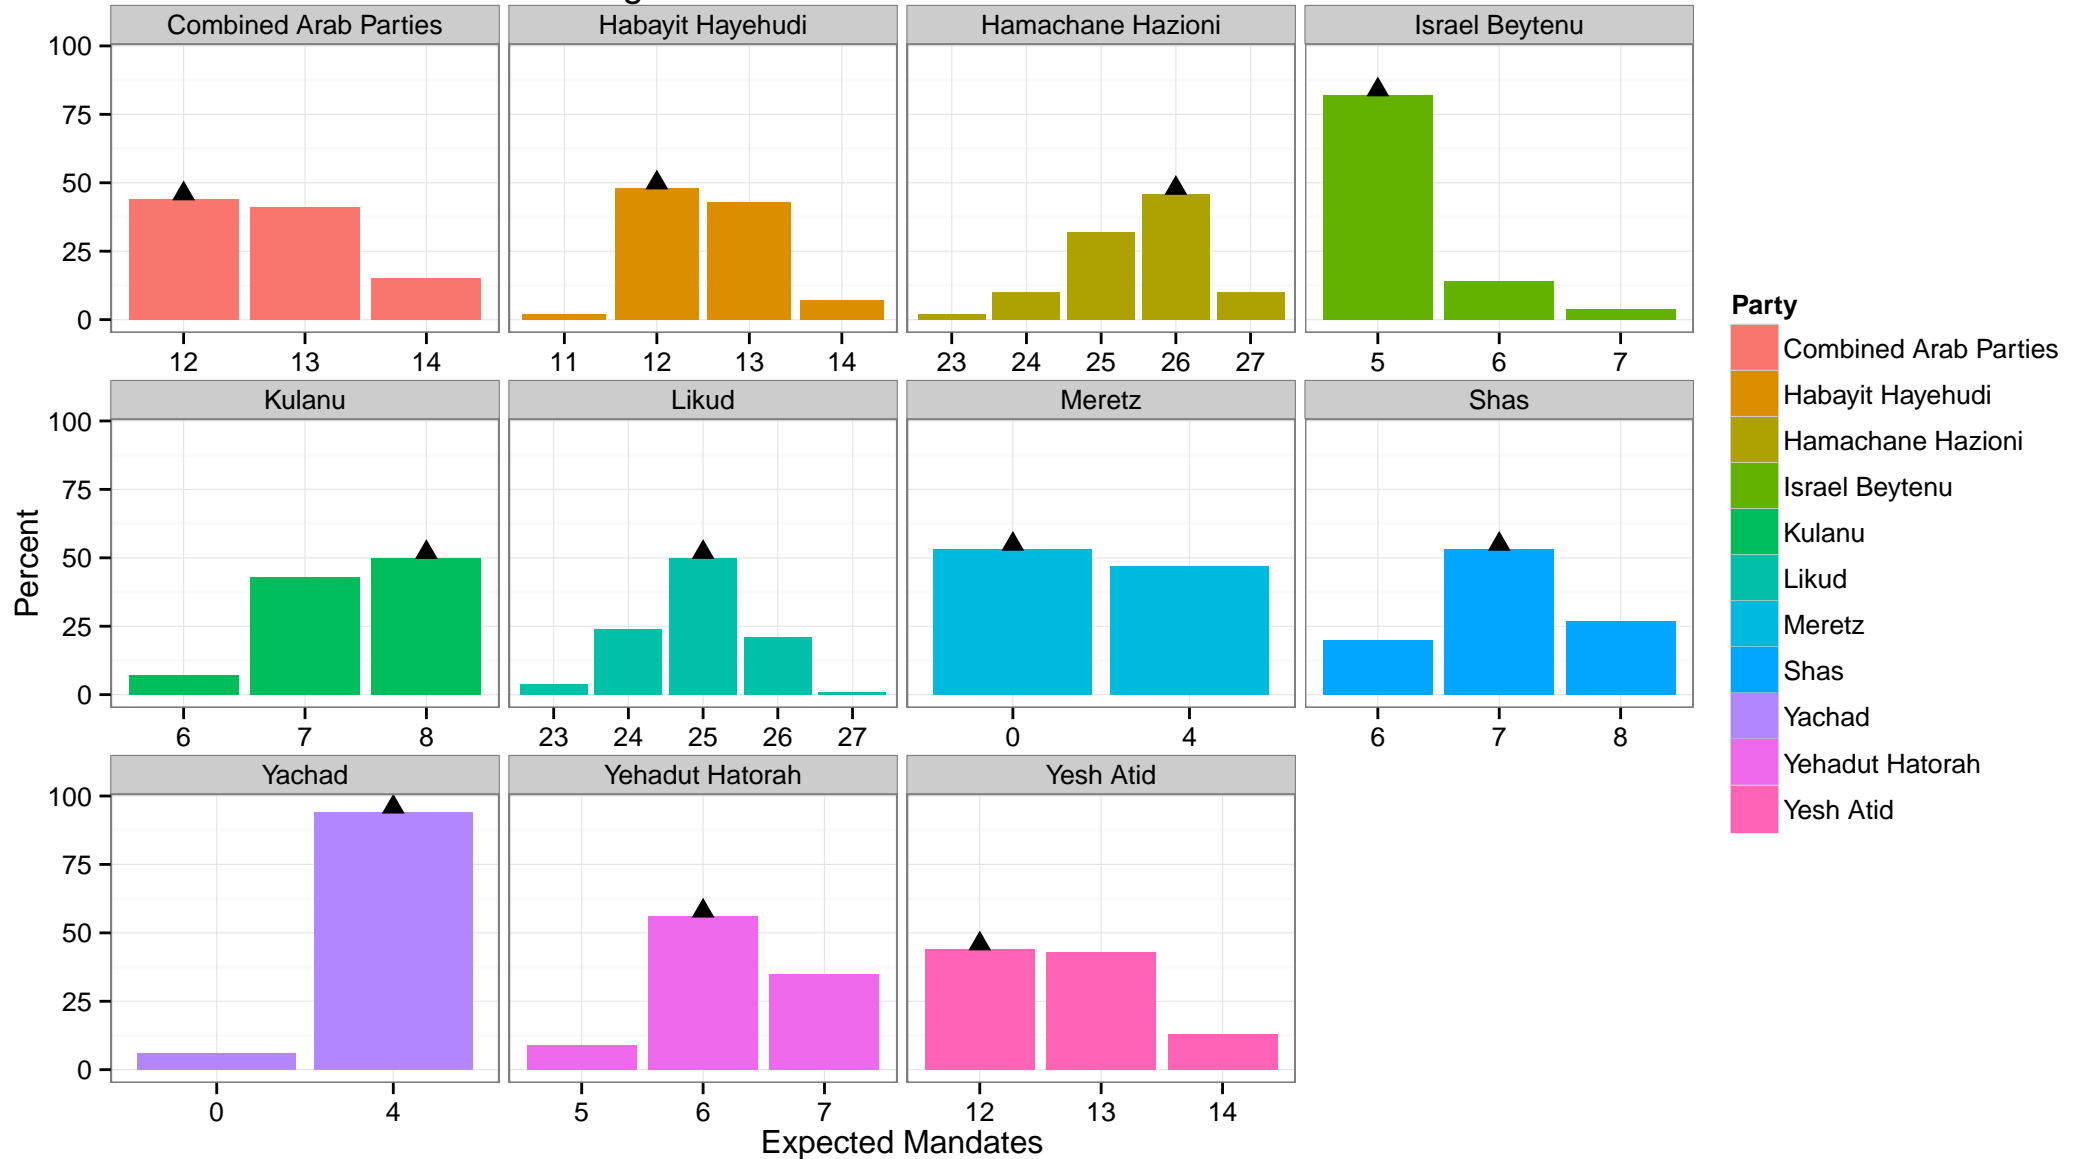 Combined Arab Parties Habayit Hayehudi Hamachane Hazioni Israel Beytenu
100
75
50
25
0
12 13 14 11 12 13 14 23 24 25 26 27 5 6 7
Kulanu Likud Meretz Shas
100
75
50
25
0
6 7 8 23 24 25 26 27 0 4 6 7 8
Yachad Yehadut Hatorah Yesh Atid
100
75
50
25
0
0 4 5 6 7 12 13 14
Expected Mandates
Percent
Party
Combined Arab Parties
Habayit Hayehudi
Hamachane Hazioni
Israel Beytenu
Kulanu
Likud
Meretz
Shas
Yachad
Yehadut Hatorah
Yesh Atid